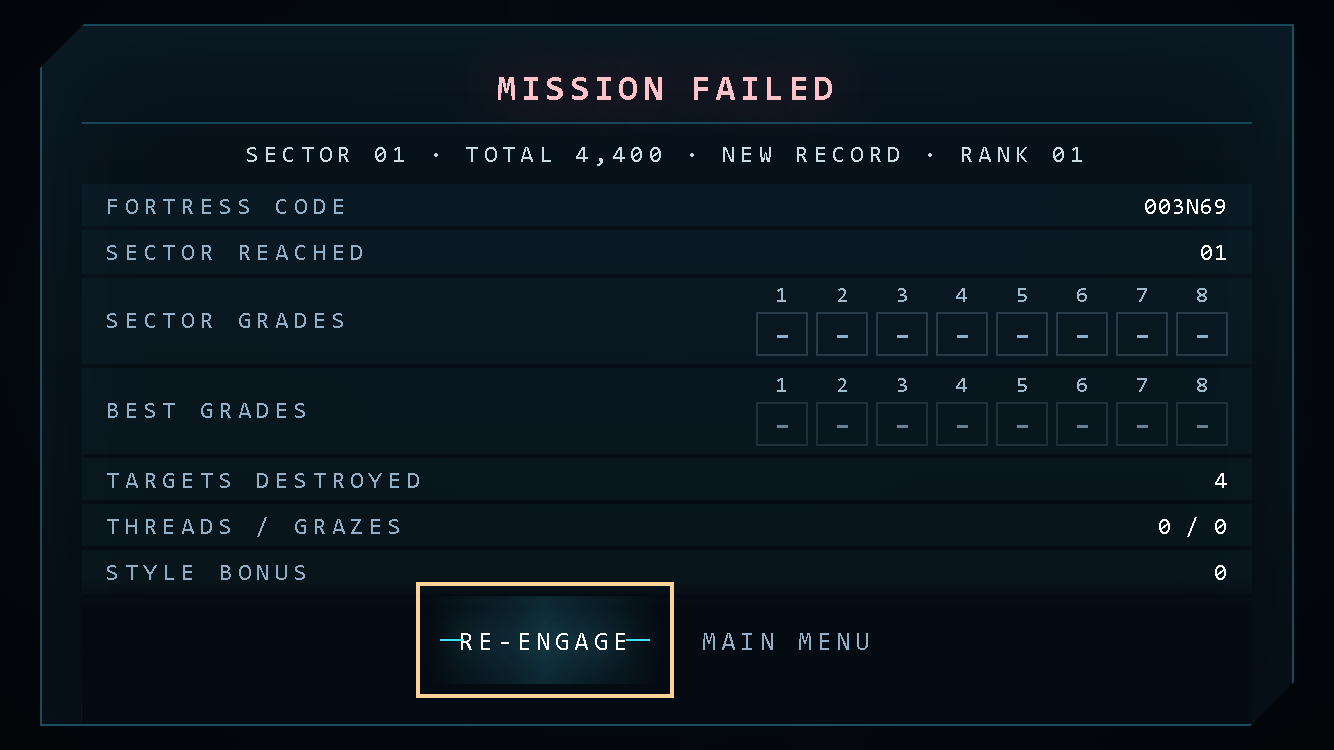 MISSION FAILED
SECTOR 01 · TOTAL 4,400 · NEW RECORD · RANK 01
FORTRESS CODE 003N69
SECTOR REACHED 01
1 2 3 4 5 6 7 8
SECTOR GRADES – – – – – – – –
1 2 3 4 5 6 7 8
BEST GRADES – – – – – – – –
TARGETS DESTROYED 4
THREADS / GRAZES 0 / 0
STYLE BONUS 0
RE-ENGAGE MAIN MENU